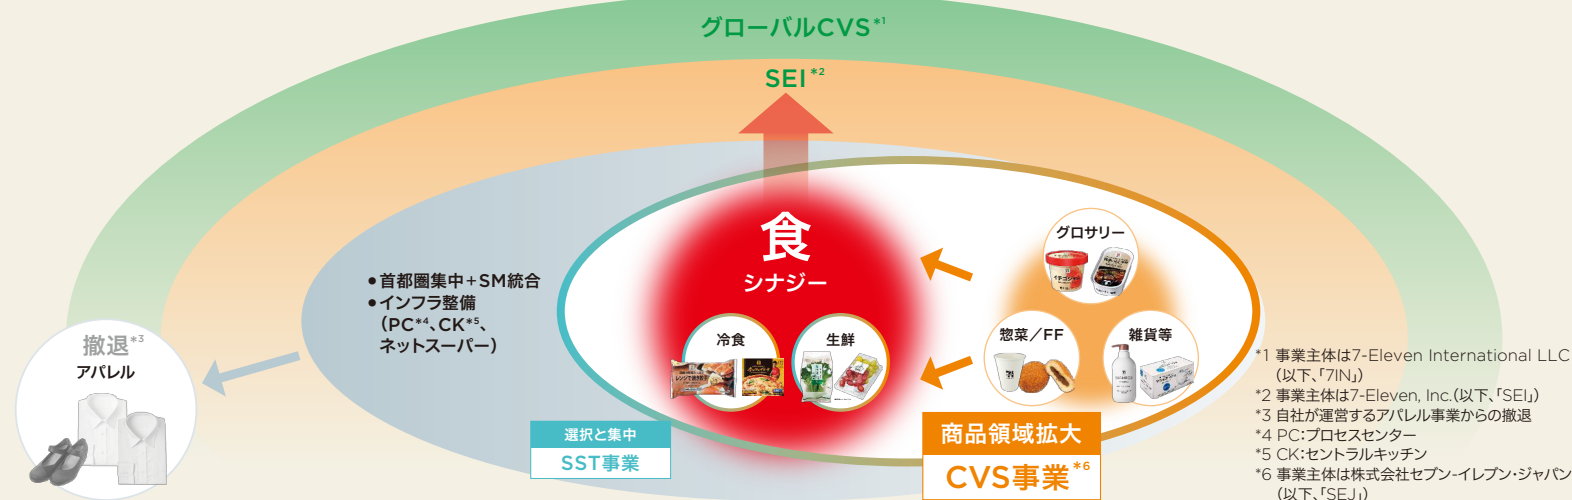 グローバルCVS*1
SEI*2
食
シナジー
冷食
生鮮
グロサリー
惣菜／FF
雑貨等
●首都圏集中+SM統合
●インフラ整備
（PC*4、CK*5、
ネットスーパー）
撤退*3
アパレル
選択と集中
SST事業
商品領域拡大
CVS事業*6
*1 事業主体は7-Eleven International LLC
（以下、「7IN」）
*2 事業主体は7-Eleven, Inc.（以下、「SEI」）
*3 自社が運営するアパレル事業からの撤退
*4 PC：プロセスセンター
*5 CK：セントラルキッチン
*6 事業主体は株式会社セブン-イレブン・ジャパン
（以下、「SEJ」）